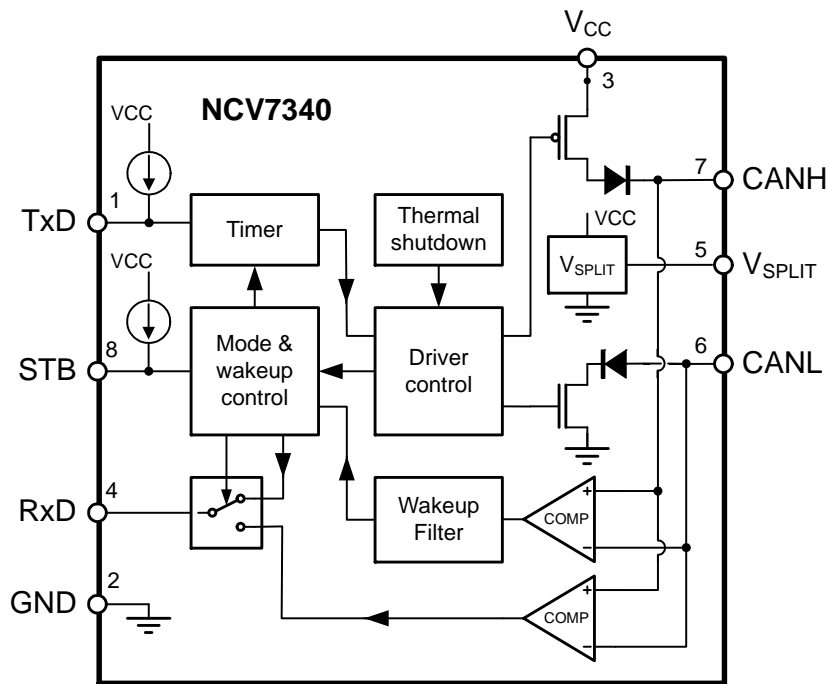 VCC
3
NCV7340
VCC
1
TxD
Timer
Thermal
shutdown
7
CANH
VCC
VSPLIT
5
VSPLIT
VCC
8
STB
Mode &
wakeup
control
Driver
control
6
CANL
4
RxD
Wakeup
Filter
+
COMP
−
2
GND
+
COMP
−